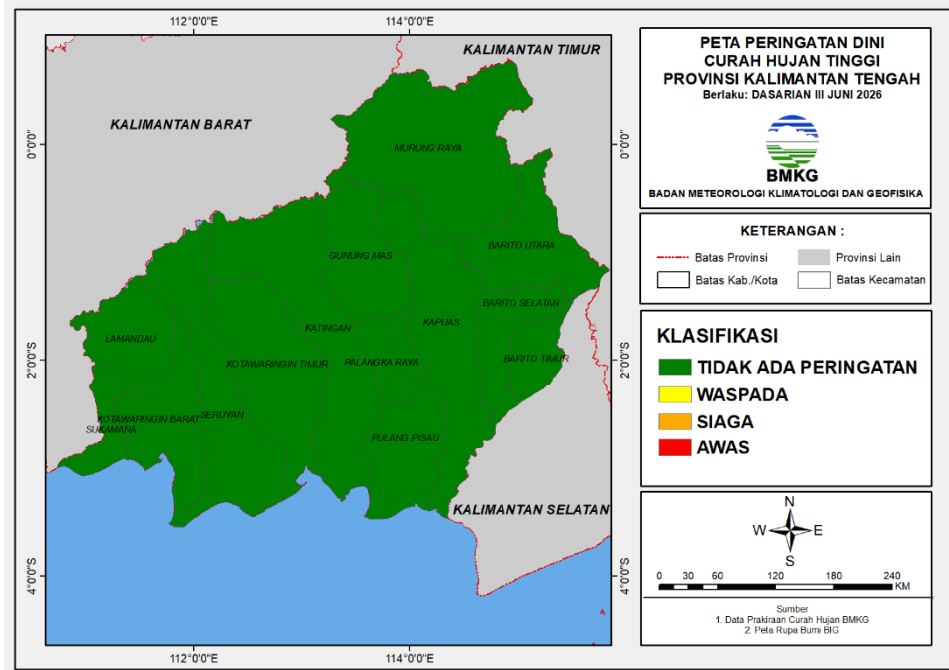 112°0'0"E
114°0'0"E
KALIMANTAN TIMUR
KALIMANTAN BARAT
0°0'0"
0°0'0"
MURUNG RAYA
BARITO UTARA
GUNUNG MAS
BARITO SELATAN
KAPUAS
KATINGAN
LAMANDAU
2°0'0"S
2°0'0"S
BARITO TIMUR
KOTAWARINGIN TIMUR
PALANGKA RAYA
SERUYAN
KOTAWARINGIN BARAT
SUKAMARA
PULANG PISAU
KALIMANTAN SELATAN
4°0'0"S
4°0'0"S
112°0'0"E
114°0'0"E
PETA PERINGATAN DINI
CURAH HUJAN TINGGI
PROVINSI KALIMANTAN TENGAH
Berlaku: DASARIAN III JUNI 2026
BMKG
BADAN METEOROLOGI KLIMATOLOGI DAN GEOFISIKA
KETERANGAN :
Batas Provinsi
Provinsi Lain
Batas Kab./Kota
Batas Kecamatan
KLASIFIKASI
TIDAK ADA PERINGATAN
WASPADA
SIAGA
AWAS
N
W E
S
0 30 60 120 180 240
KM
Sumber
1. Data Prakiraan Curah Hujan BMKG
2. Peta Rupa Bumi BIG